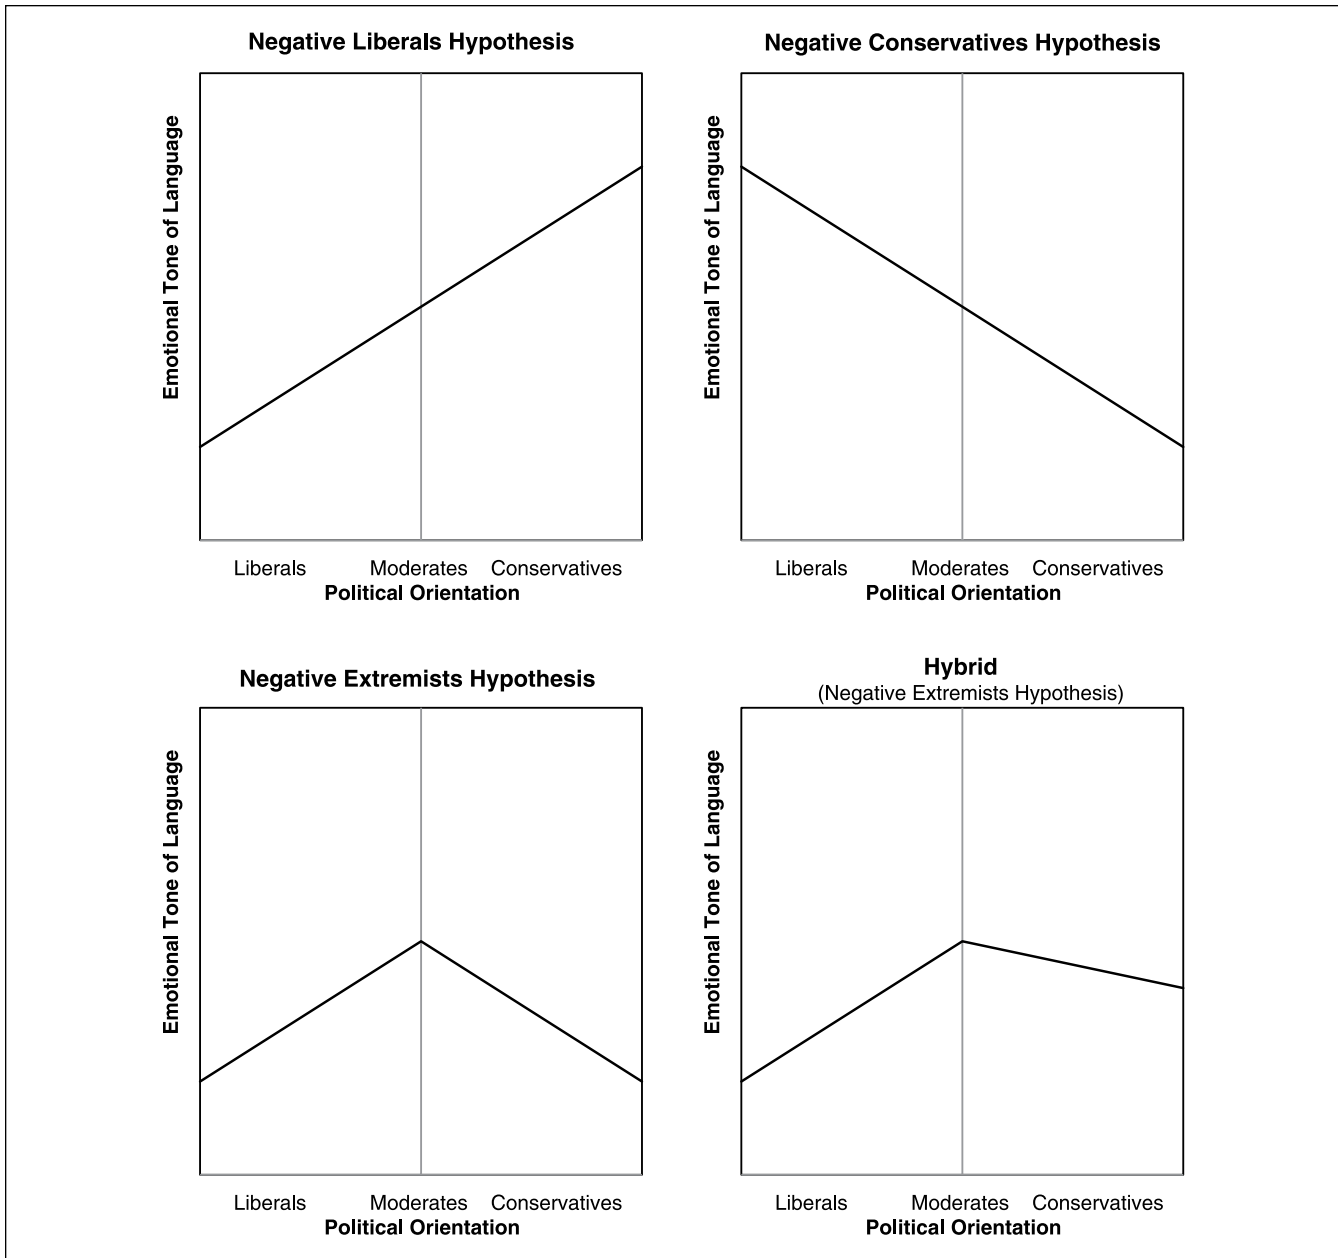 Negative Liberals Hypothesis
Emotional Tone of Language
Liberals Moderates Conservatives
Political Orientation
Negative Conservatives Hypothesis
Emotional Tone of Language
Liberals Moderates Conservatives
Political Orientation
Negative Extremists Hypothesis
Emotional Tone of Language
Liberals Moderates Conservatives
Political Orientation
Hybrid
(Negative Extremists Hypothesis)
Emotional Tone of Language
Liberals Moderates Conservatives
Political Orientation